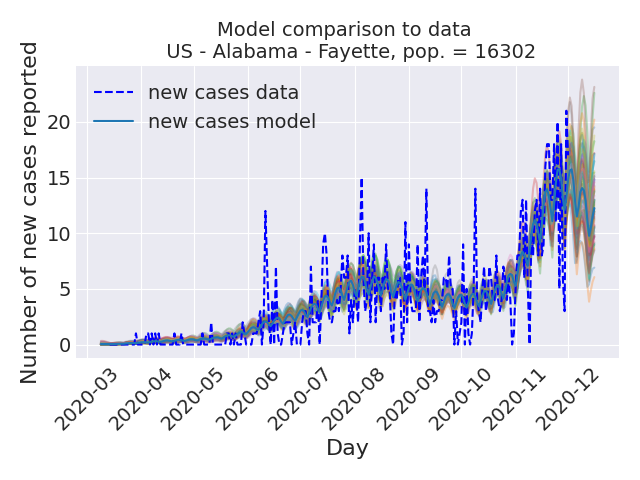 Model comparison to data
US - Alabama - Fayette, pop. = 16302
Number of new cases reported
20
15
10
5
0
new cases data
new cases model
2020-03
2020-04
2020-05
2020-06
2020-07
2020-08
2020-09
2020-10
2020-11
2020-12
Day